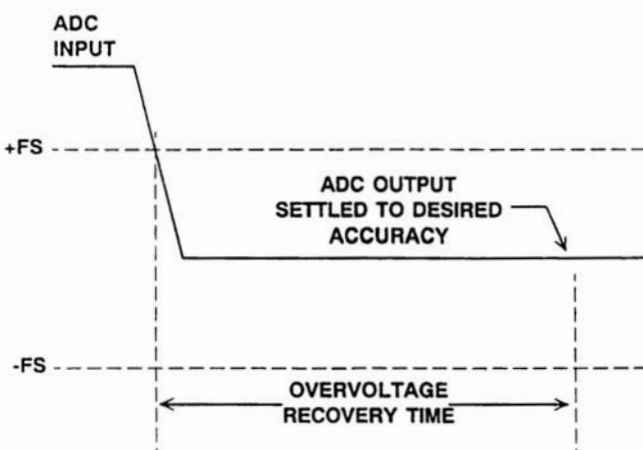 ADC
INPUT
+FS
ADC OUTPUT
SETTLED TO DESIRED
ACCURACY
-FS
OVERVOLTAGE
RECOVERY TIME